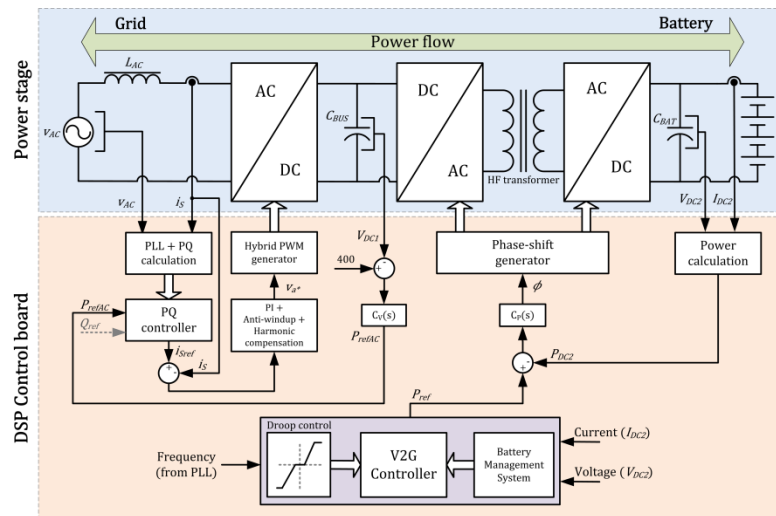 Grid
Battery
Power flow
Power stage
L_AC
v_AC
AC
DC
C_BUS
DC
AC
HF transformer
AC
DC
C_BAT
v_AC
i_S
V_DC1
V_DC2
I_DC2
DSP Control board
PLL + PQ
calculation
Hybrid PWM
generator
400
+
-
Phase-shift
generator
Power
calculation
P_refAC
Q_ref
PQ
controller
v_a*
PI +
Anti-windup +
Harmonic
compensation
C_V(s)
P_refAC
ϕ
C_P(s)
i_Sref
+
-
i_S
+
-
P_DC2
P_ref
Droop control
Frequency
(from PLL)
V2G
Controller
Battery
Management
System
Current (I_DC2)
Voltage (V_DC2)